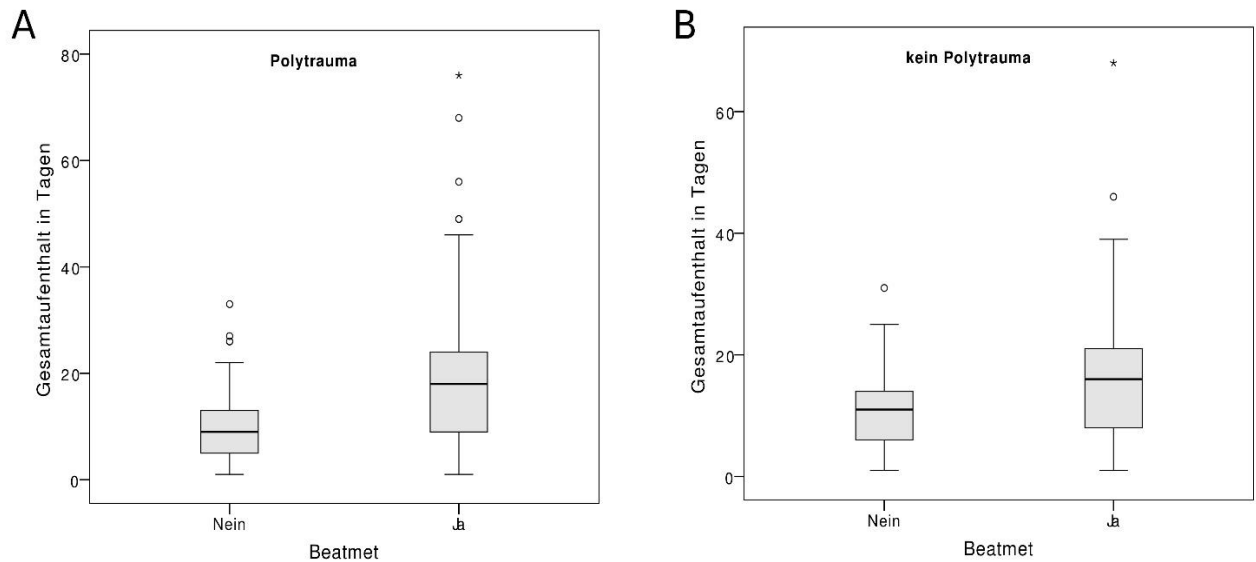 A
Polytrauma
Gesamtaufenthalt in Tagen
80
60
40
20
0
Nein
Ja
Beatmet
B
kein Polytrauma
Gesamtaufenthalt in Tagen
60
40
20
0
Nein
Ja
Beatmet